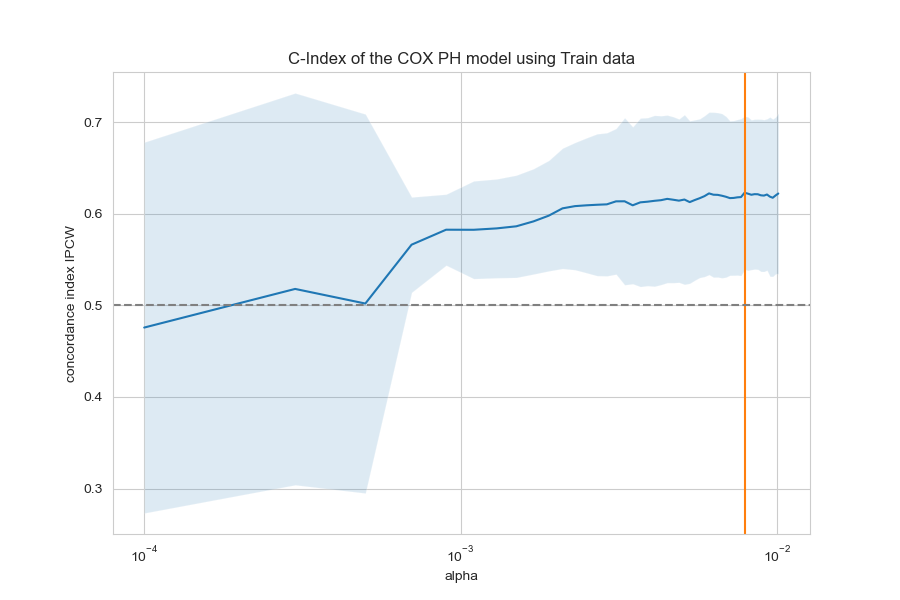 C-Index of the COX PH model using Train data
concordance index IPCW
0.7
0.6
0.5
0.4
0.3
10⁻⁴
10⁻³
10⁻²
alpha